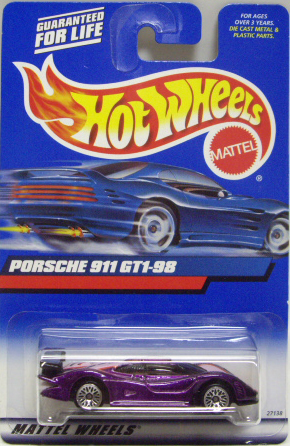 GUARANTEED
FOR LIFE
FOR AGES
OVER 3 YEARS.
DIE CAST METAL &
PLASTIC PARTS.
HOT WHEELS
MATTEL
®
PORSCHE 911 GT1-98
27138
MATTEL WHEELS